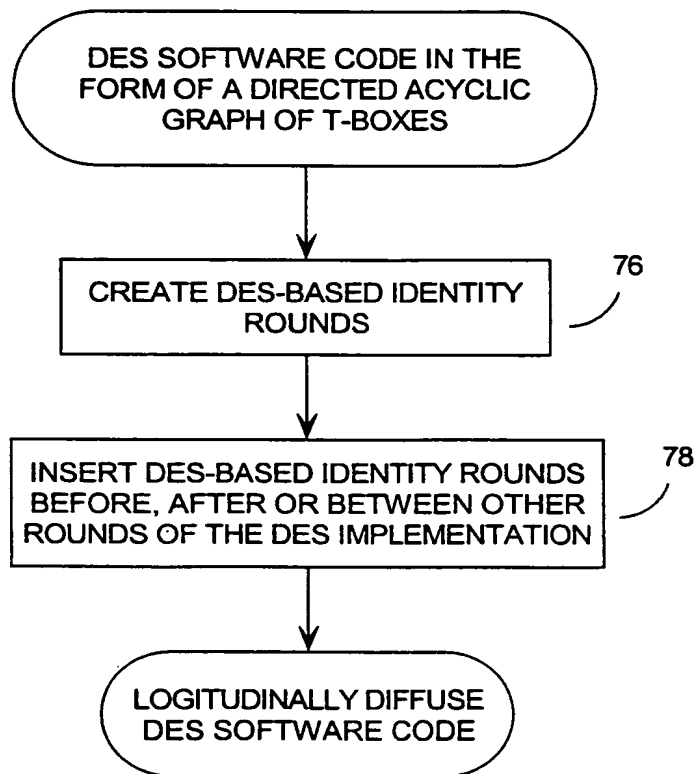 DES SOFTWARE CODE IN THE
FORM OF A DIRECTED ACYCLIC
GRAPH OF T-BOXES
76
CREATE DES-BASED IDENTITY
ROUNDS
78
INSERT DES-BASED IDENTITY ROUNDS
BEFORE, AFTER OR BETWEEN OTHER
ROUNDS OF THE DES IMPLEMENTATION
LOGITUDINALLY DIFFUSE
DES SOFTWARE CODE